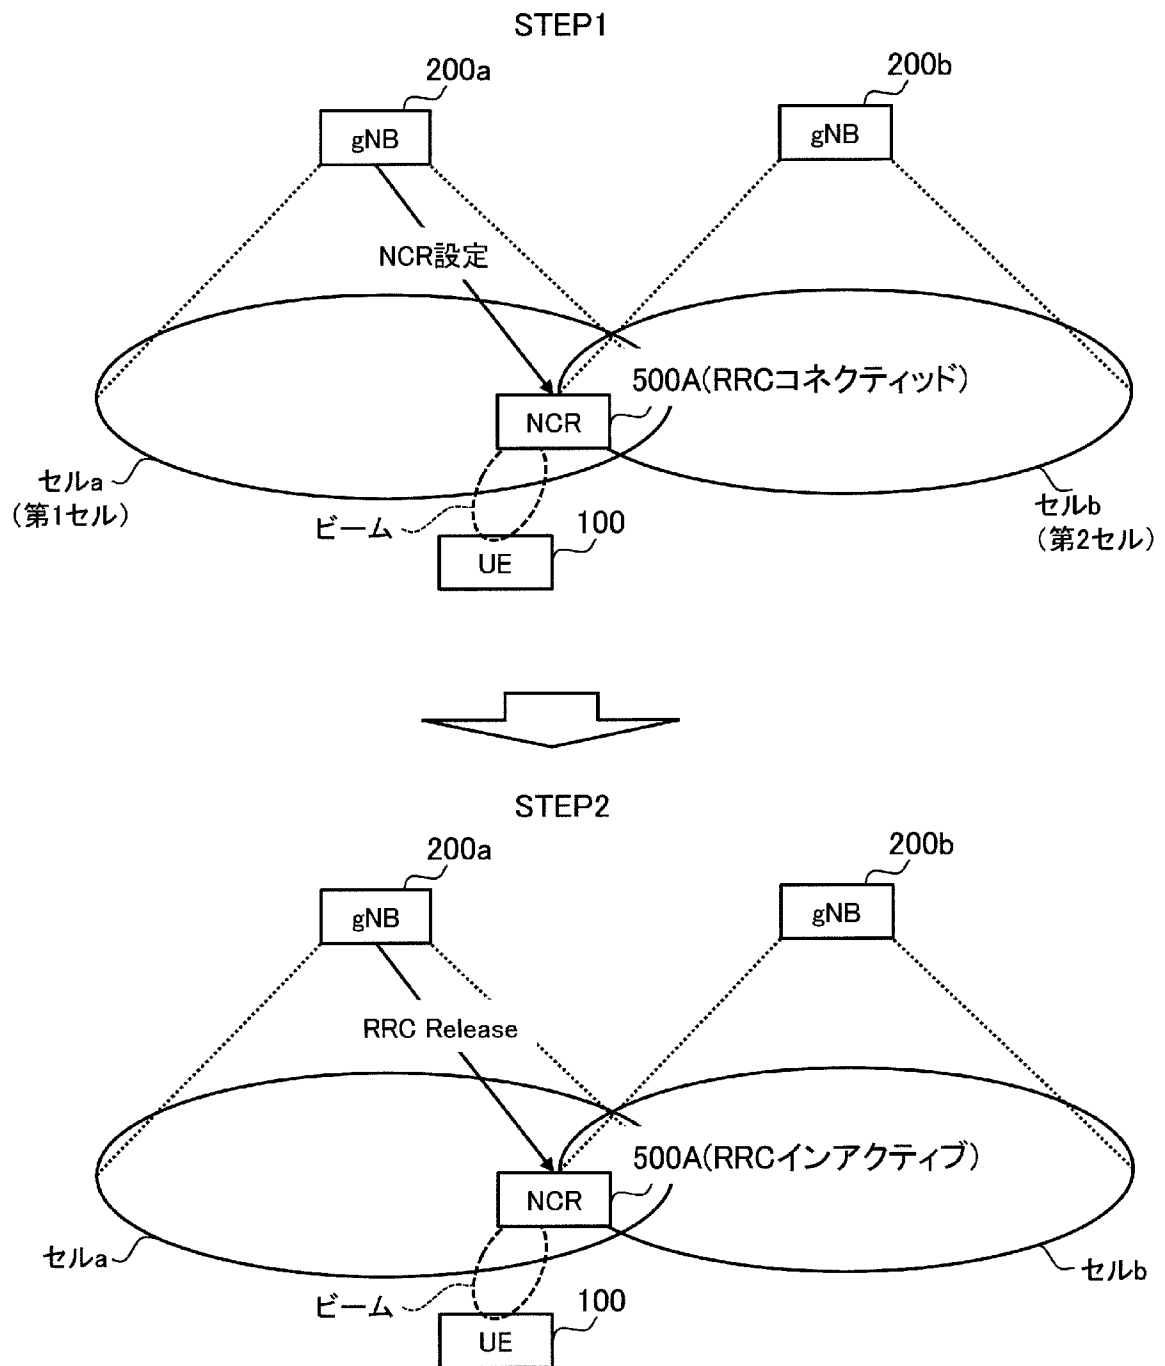 STEP1
200a
200b
gNB
gNB
NCR設定
500A(RRCコネクティッド)
NCR
セルa
(第1セル)
セルb
(第2セル)
ビーム
100
UE
STEP2
200a
200b
gNB
gNB
RRC Release
500A(RRCインアクティブ)
NCR
セルa
セルb
ビーム
100
UE